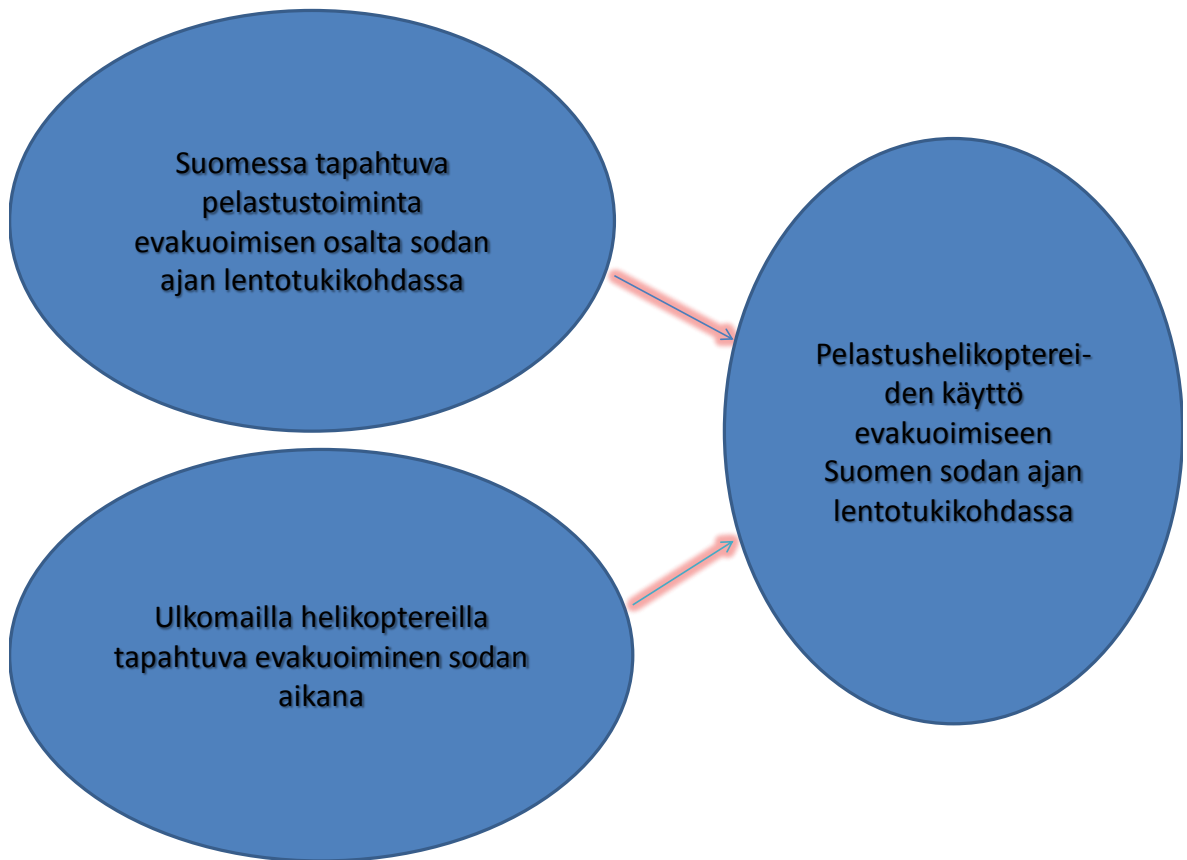 Suomessa tapahtuva
pelastustoiminta
evakuoimisen osalta sodan
ajan lentotukikohdassa
Pelastushelikopterei-
den käyttö
evakuoimiseen
Suomen sodan ajan
lentotukikohdassa
Ulkomailla helikoptereilla
tapahtuva evakuoiminen sodan
aikana